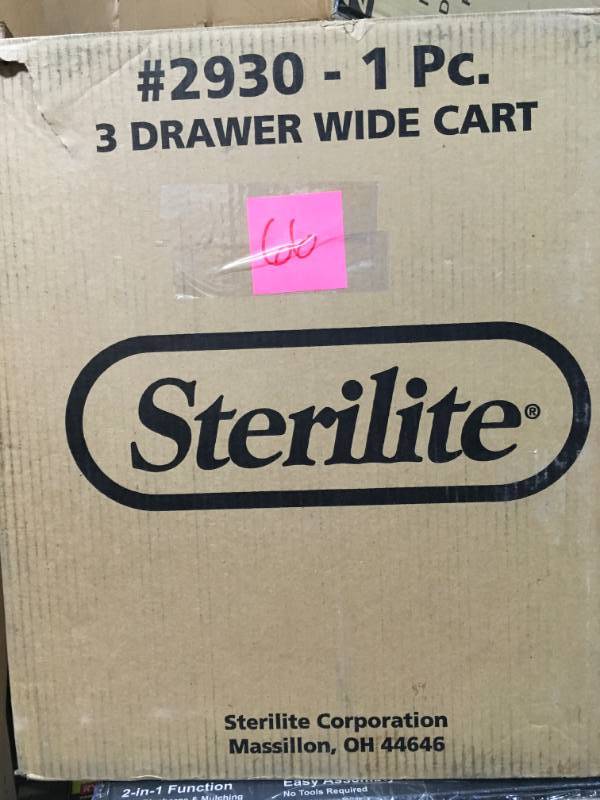 #2930 - 1 Pc.
3 DRAWER WIDE CART
66
Sterilite®
Sterilite Corporation
Massillon, OH 44646
2-in-1 Function
& Mulching
Easy
No Tools Required